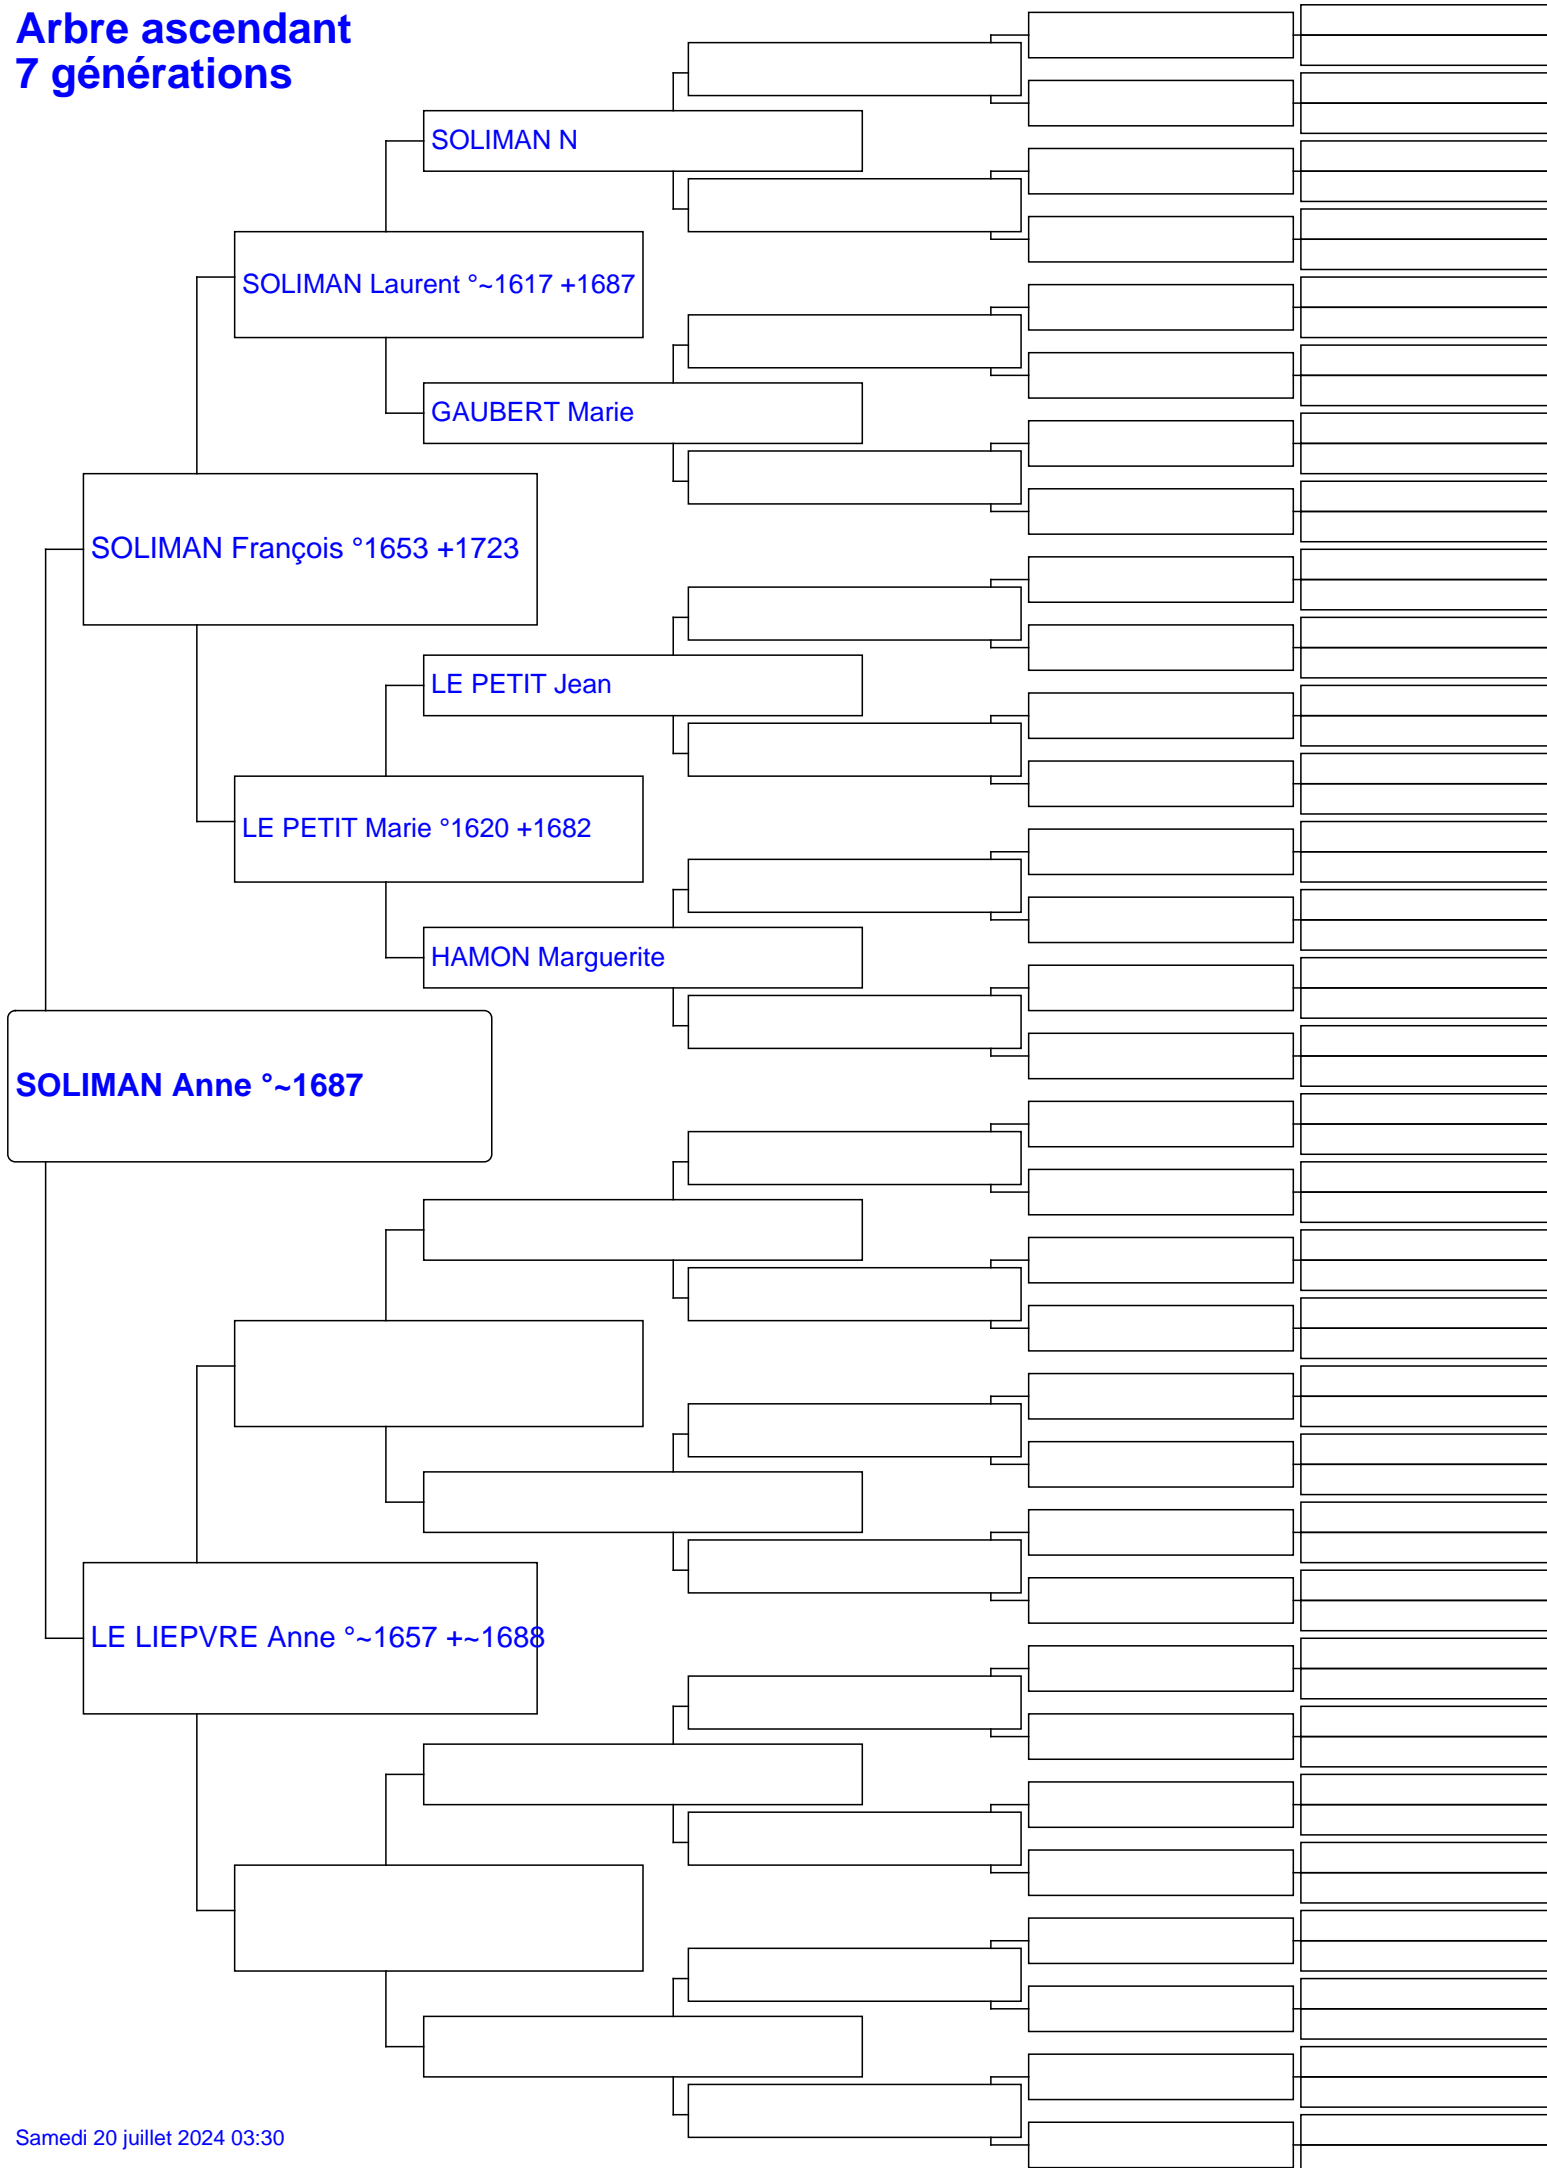 Arbre ascendant
7 générations
SOLIMAN N
SOLIMAN Laurent °~1617 +1687
GAUBERT Marie
SOLIMAN François °1653 +1723
LE PETIT Jean
LE PETIT Marie °1620 +1682
HAMON Marguerite
SOLIMAN Anne °~1687
LE LIEPVRE Anne °~1657 +~1688
Samedi 20 juillet 2024 03:30